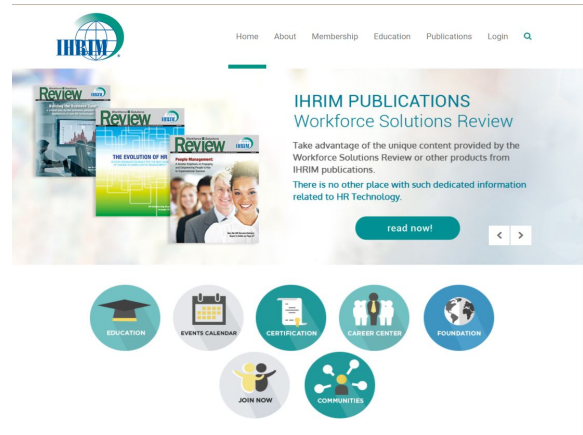 IHRIM
Home About Membership Education Publications Login
Review
Review
IHRIM
THE EVOLUTION OF HR
Review
IHRIM
People Management:
IHRIM PUBLICATIONS
Workforce Solutions Review
Take advantage of the unique content provided by the
Workforce Solutions Review or other products from
IHRIM publications.
There is no other place with such dedicated information
related to HR Technology.
read now!
EDUCATION
EVENTS CALENDAR
CERTIFICATION
CAREER CENTER
FOUNDATION
JOIN NOW
COMMUNITIES